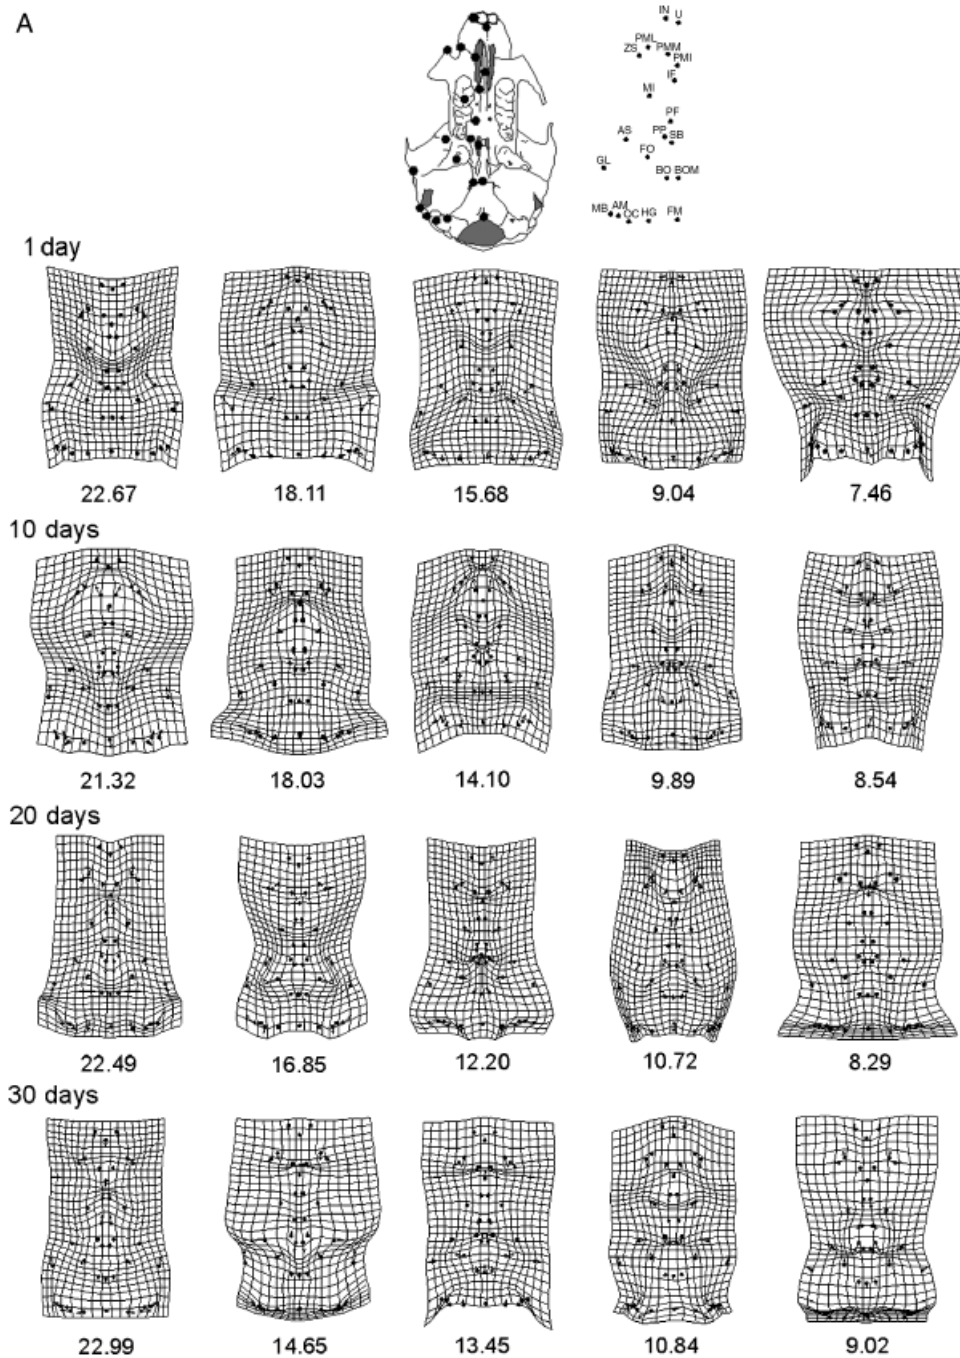 A
IN U
PML
ZS PMM
PMI
IF
MI
PF
AS PP SB
FO
GL BO BOM
MB AM OC HG FM
1 day
22.67 18.11 15.68 9.04 7.46
10 days
21.32 18.03 14.10 9.89 8.54
20 days
22.49 16.85 12.20 10.72 8.29
30 days
22.99 14.65 13.45 10.84 9.02